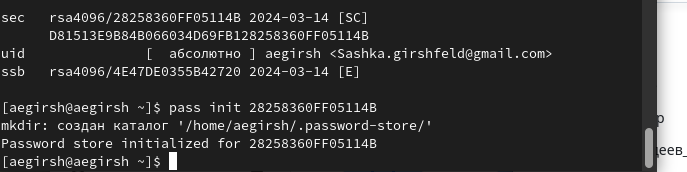 sec   rsa4096/28258360FF05114B 2024-03-14 [SC]
      D81513E9B84B066034D69FB128258360FF05114B
uid           [  абсолютно ] aegirsh <Sashka.girshfeld@gmail.com>
ssb   rsa4096/4E47DE0355B42720 2024-03-14 [E]
[aegirsh@aegirsh ~]$ pass init 28258360FF05114B
mkdir: создан каталог '/home/aegirsh/.password-store/'
Password store initialized for 28258360FF05114B
[aegirsh@aegirsh ~]$